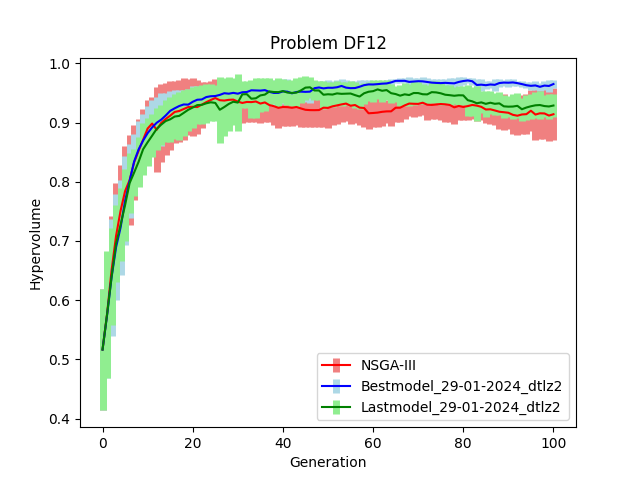 Problem DF12
Hypervolume
1.0
0.9
0.8
0.7
0.6
0.5
0.4
0
20
40
60
80
100
Generation
NSGA-III
Bestmodel_29-01-2024_dtlz2
Lastmodel_29-01-2024_dtlz2